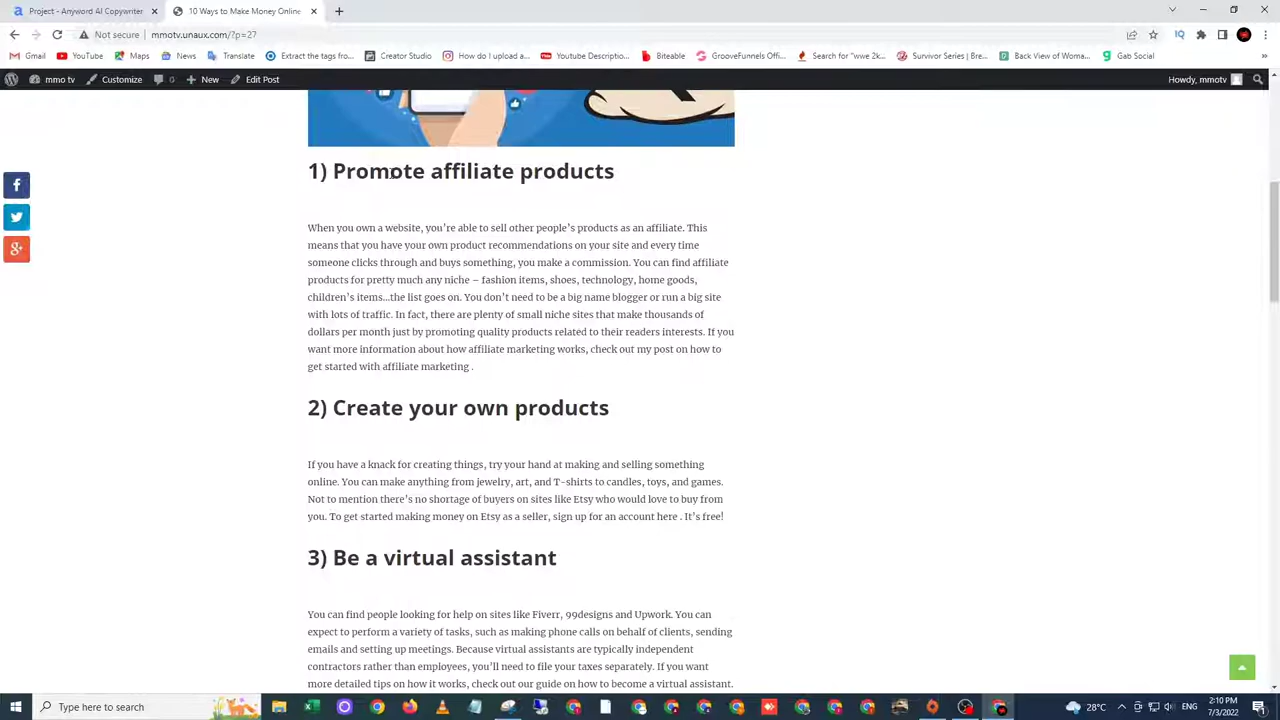 Project - Anyword AI Copywriter
10 Ways to Make Money Online
Not secure
mmotv.unaux.com/?p=27
Gmail
YouTube
Maps
News
Translate
Extract the tags from...
Creator Studio
How do I upload a...
Youtube Descriptio...
Biteable
GrooveFunnels Offic...
Search for "wwe 2k...
Survivor Series | Bre...
Back View of Woma...
Gab Social
mmo tv
Customize
0
New
Edit Post
Howdy, mmotv
1) Promote affiliate products
When you own a website, you're able to sell other people's products as an affiliate. This
means that you have your own product recommendations on your site and every time
someone clicks through and buys something, you make a commission. You can find affiliate
products for pretty much any niche – fashion items, shoes, technology, home goods,
children's items...the list goes on. You don't need to be a big name blogger or run a big site
with lots of traffic. In fact, there are plenty of small niche sites that make thousands of
dollars per month just by promoting quality products related to their readers interests. If you
want more information about how affiliate marketing works, check out my post on how to
get started with affiliate marketing .
2) Create your own products
If you have a knack for creating things, try your hand at making and selling something
online. You can make anything from jewelry, art, and T-shirts to candles, toys, and games.
Not to mention there's no shortage of buyers on sites like Etsy who would love to buy from
you. To get started making money on Etsy as a seller, sign up for an account here . It's free!
3) Be a virtual assistant
You can find people looking for help on sites like Fiverr, 99designs and Upwork. You can
expect to perform a variety of tasks, such as making phone calls on behalf of clients, sending
emails and setting up meetings. Because virtual assistants are typically independent
contractors rather than employees, you'll need to file your taxes separately. If you want
more detailed tips on how it works, check out our guide on how to become a virtual assistant.
Type here to search
28°C
2:10 PM
7/3/2022